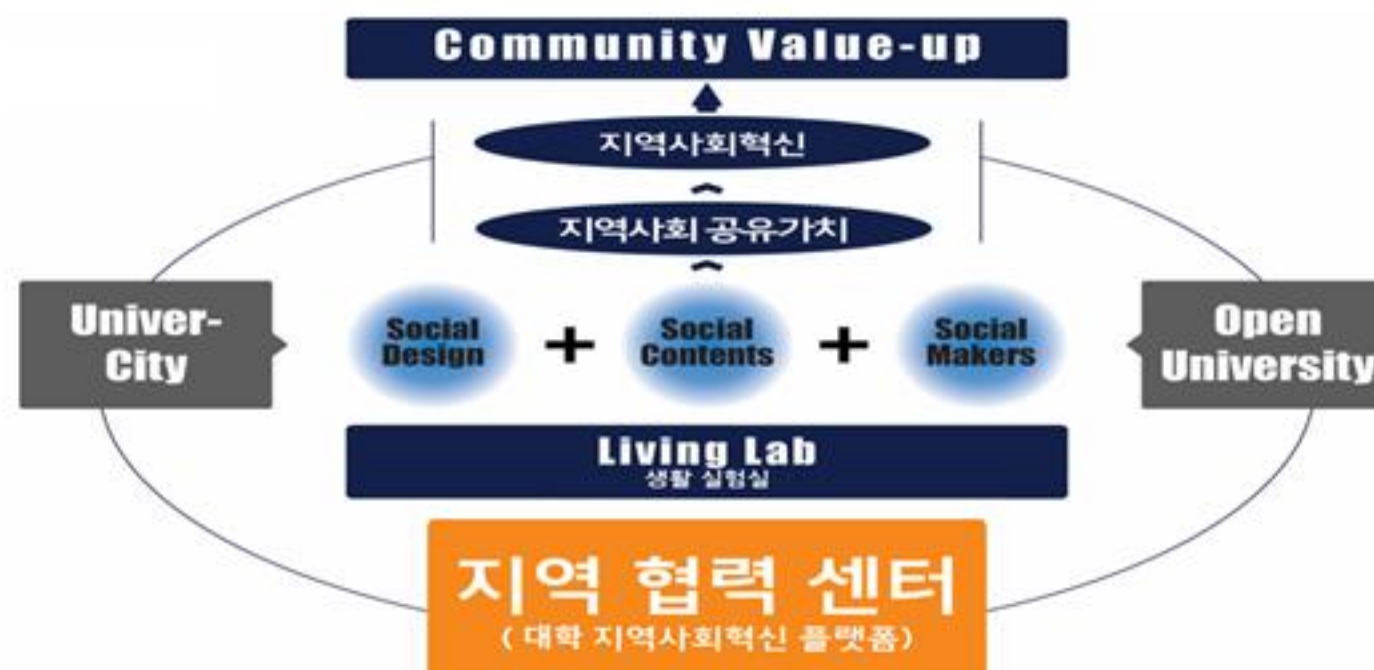 Community Value-up
지역사회혁신
지역사회 공유가치
Univer-
City
Social
Design
+
Social
Contents
+
Social
Makers
Open
University
Living Lab
생활 실험실
지역 협력 센터
( 대학 지역사회혁신 플랫폼)